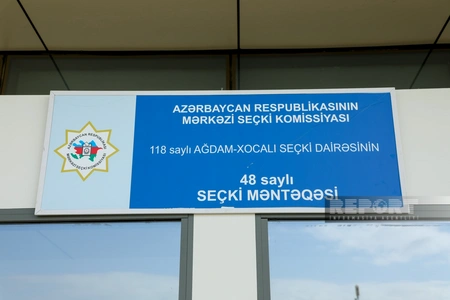 AZƏRBAYCAN RESPUBLİKASININ
MƏRKƏZİ SEÇKİ KOMİSSİYASI
118 saylı AĞDAM-XOCALI SEÇKİ DAİRƏSİNİN
48 saylı
SEÇKİ MƏNTƏQƏSİ
REPORT